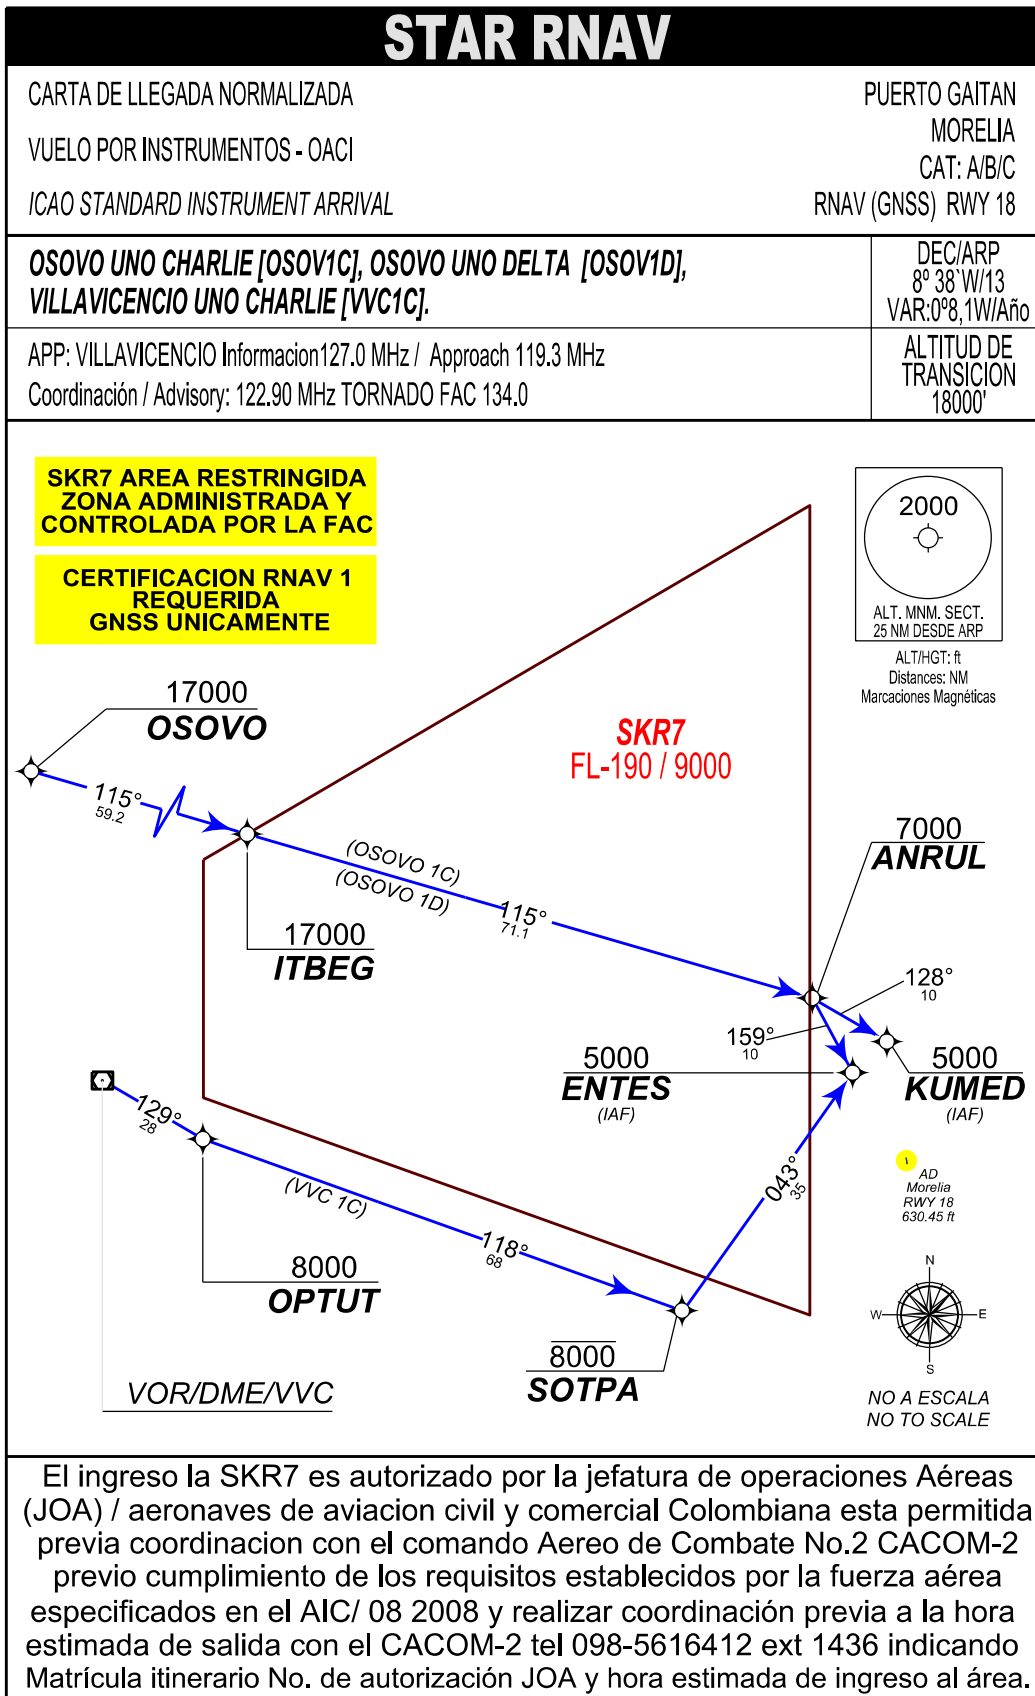 STAR RNAV
CARTA DE LLEGADA NORMALIZADA
VUELO POR INSTRUMENTOS - OACI
ICAO STANDARD INSTRUMENT ARRIVAL
PUERTO GAITAN
MORELIA
CAT: A/B/C
RNAV (GNSS) RWY 18
OSOVO UNO CHARLIE [OSOV1C], OSOVO UNO DELTA [OSOV1D],
VILLAVICENCIO UNO CHARLIE [VVC1C].
DEC/ARP
8º 38`W/13
VAR:0º8,1W/Año
APP: VILLAVICENCIO Informacion127.0 MHz / Approach 119.3 MHz
Coordinación / Advisory: 122.90 MHz TORNADO FAC 134.0
ALTITUD DE
TRANSICION
18000'
SKR7 AREA RESTRINGIDA
ZONA ADMINISTRADA Y
CONTROLADA POR LA FAC
CERTIFICACION RNAV 1
REQUERIDA
GNSS UNICAMENTE
2000
ALT. MNM. SECT.
25 NM DESDE ARP
ALT/HGT: ft
Distances: NM
Marcaciones Magnéticas
17000
OSOVO
SKR7
FL-190 / 9000
115°
59.2
(OSOVO 1C)
(OSOVO 1D)
7000
ANRUL
115°
71.1
17000
ITBEG
128°
10
159°
10
5000
ENTES
(IAF)
5000
KUMED
(IAF)
129°
28
(VVC 1C)
043°
35
AD
Morelia
RWY 18
630.45 ft
118°
68
8000
OPTUT
N
W
E
S
8000
SOTPA
VOR/DME/VVC
NO A ESCALA
NO TO SCALE
El ingreso la SKR7 es autorizado por la jefatura de operaciones Aéreas
(JOA) / aeronaves de aviacion civil y comercial Colombiana esta permitida
previa coordinacion con el comando Aereo de Combate No.2 CACOM-2
previo cumplimiento de los requisitos establecidos por la fuerza aérea
especificados en el AIC/ 08 2008 y realizar coordinación previa a la hora
estimada de salida con el CACOM-2 tel 098-5616412 ext 1436 indicando
Matrícula itinerario No. de autorización JOA y hora estimada de ingreso al área.